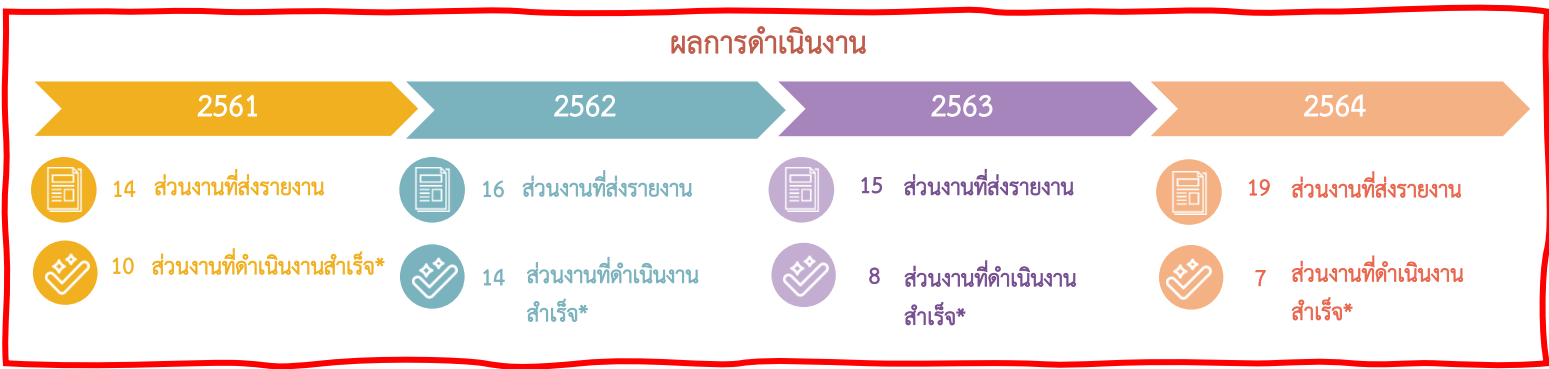 ผลการดำเนินงาน
2561
2562
2563
2564
14 ส่วนงานที่ส่งรายงาน
16 ส่วนงานที่ส่งรายงาน
15 ส่วนงานที่ส่งรายงาน
19 ส่วนงานที่ส่งรายงาน
10 ส่วนงานที่ดำเนินงานสำเร็จ*
14 ส่วนงานที่ดำเนินงาน
สำเร็จ*
8 ส่วนงานที่ดำเนินงาน
สำเร็จ*
7 ส่วนงานที่ดำเนินงาน
สำเร็จ*